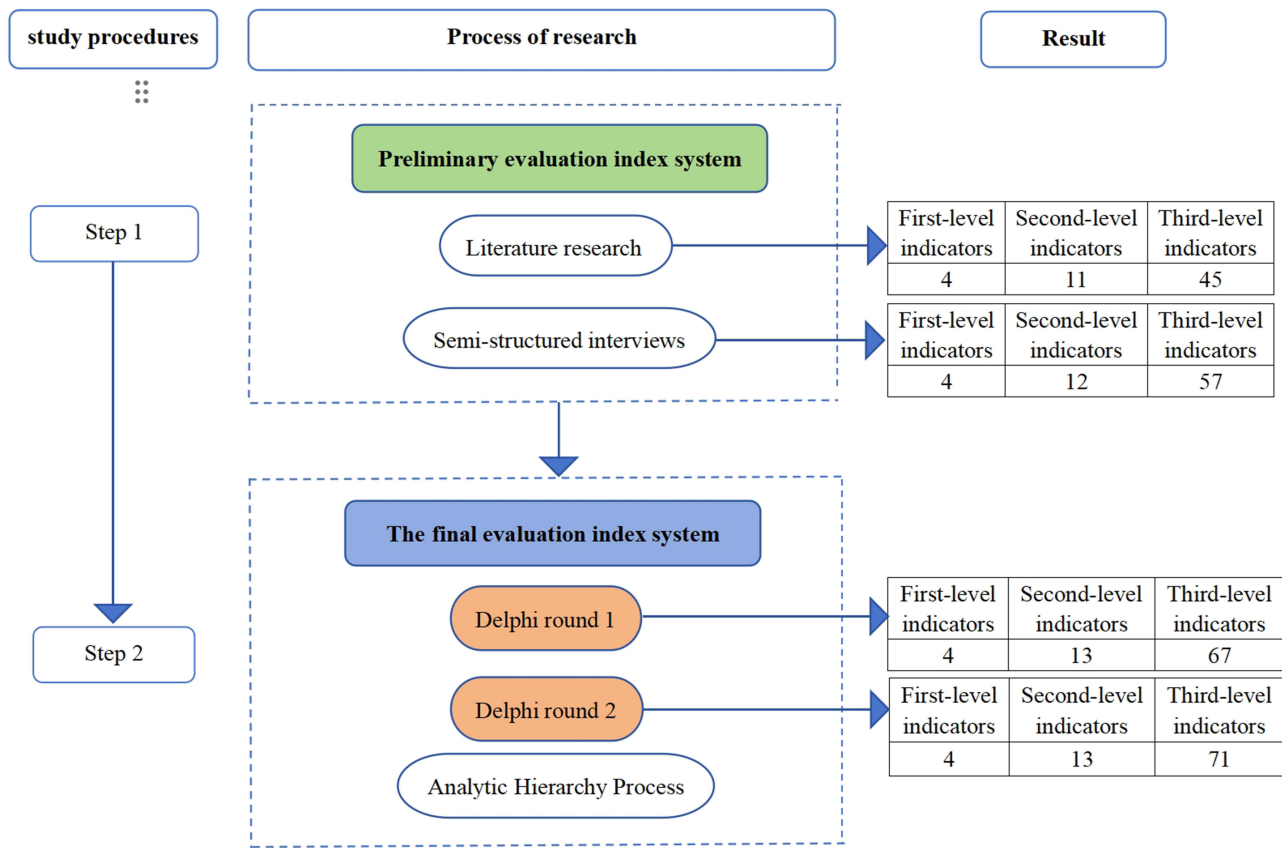 study procedures
Process of research
Result
Preliminary evaluation index system
Step 1
Literature research
First-level indicators
Second-level indicators
Third-level indicators
4
11
45
Semi-structured interviews
First-level indicators
Second-level indicators
Third-level indicators
4
12
57
The final evaluation index system
Step 2
Delphi round 1
First-level indicators
Second-level indicators
Third-level indicators
4
13
67
Delphi round 2
First-level indicators
Second-level indicators
Third-level indicators
4
13
71
Analytic Hierarchy Process